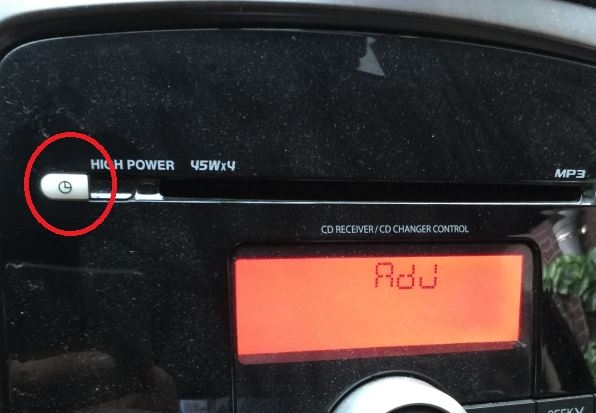 HIGH POWER 45Wx4
MP3
CD RECEIVER / CD CHANGER CONTROL
AdJ